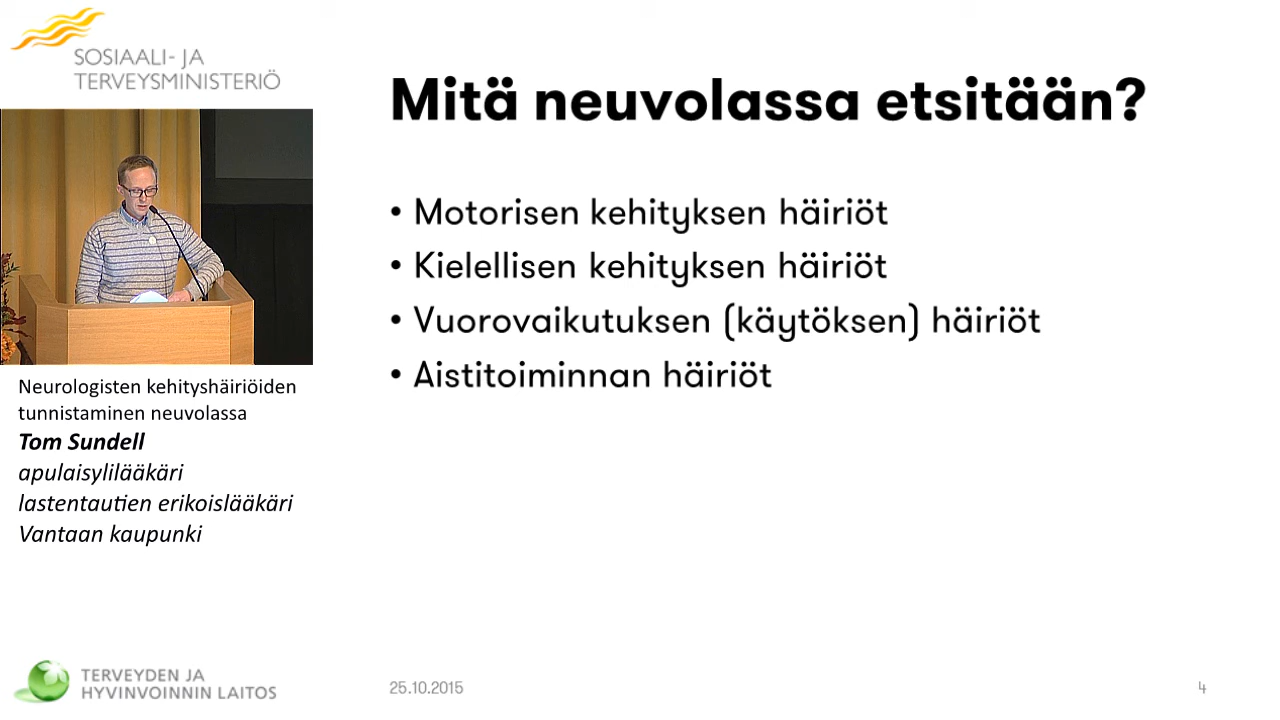 SOSIAALI- JA
TERVEYSMINISTERIÖ
Neurologisten kehityshäiriöiden
tunnistaminen neuvolassa
Tom Sundell
apulaisylilääkäri
lastentautien erikoislääkäri
Vantaan kaupunki
TERVEYDEN JA
HYVINVOINNIN LAITOS
Mitä neuvolassa etsitään?
• Motorisen kehityksen häiriöt
• Kielellisen kehityksen häiriöt
• Vuorovaikutuksen (käytöksen) häiriöt
• Aistitoiminnan häiriöt
25.10.2015
4